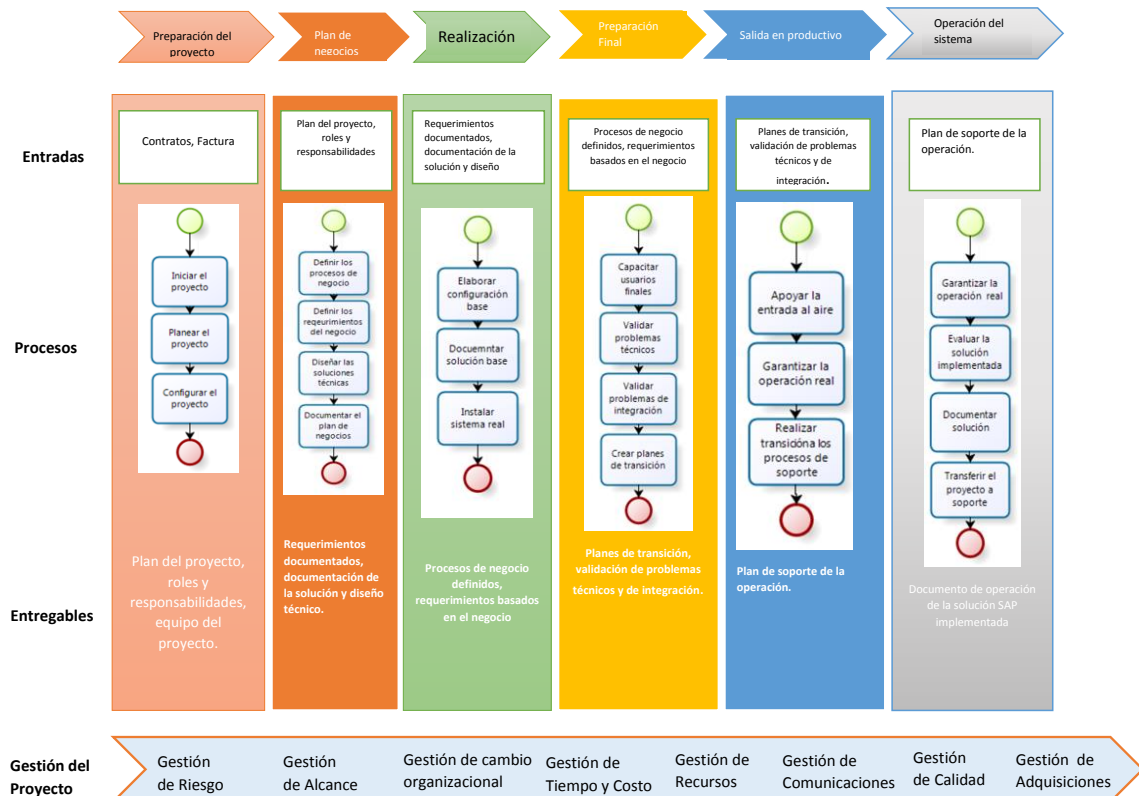 Preparación del
proyecto
Plan de
negocios
Realización
Preparación
Final
Salida en productivo
Operación del
sistema
Entradas
Contratos, Factura
Plan del proyecto,
roles y
responsabilidades
Requerimientos
documentados,
documentación de la
solución y diseño
Procesos de negocio
definidos, requerimientos
basados en el negocio
Planes de transición,
validación de problemas
técnicos y de
integración.
Plan de soporte de la
operación.
Procesos
Iniciar el
proyecto
Planear el
proyecto
Configurar el
proyecto
Definir los
procesos de
negocio
Definir los
reqeurimientos
del negocio
Diseñar las
soluciones
técnicas
Documentar el
plan de
negocios
Elaborar
configuración
base
Docuemntar
solución base
Instalar
sistema real
Capacitar
usuarios
finales
Validar
problemas
técnicos
Validar
problemas de
integración
Crear planes
de transición
Apoyar la
entrada al aire
Garantizar la
operación real
Realizar
transicióna los
procesos de
soporte
Garantizar la
operación real
Evaluar la
solución
implementada
Documentar
solución
Transferir el
proyecto a
soporte
Entregables
Plan del proyecto,
roles y
responsabilidades,
equipo del
proyecto.
Requerimientos
documentados,
documentación de
la solución y diseño
técnico.
Procesos de negocio
definidos,
requerimientos basados
en el negocio
Planes de transición,
validación de problemas
técnicos y de integración.
Plan de soporte de la
operación.
Documento de operación
de la solución SAP
implementada
Gestión del
Proyecto
Gestión
de Riesgo
Gestión
de Alcance
Gestión de cambio
organizacional
Gestión de
Tiempo y Costo
Gestión de
Recursos
Gestión de
Comunicaciones
Gestión
de Calidad
Gestión de
Adquisiciones